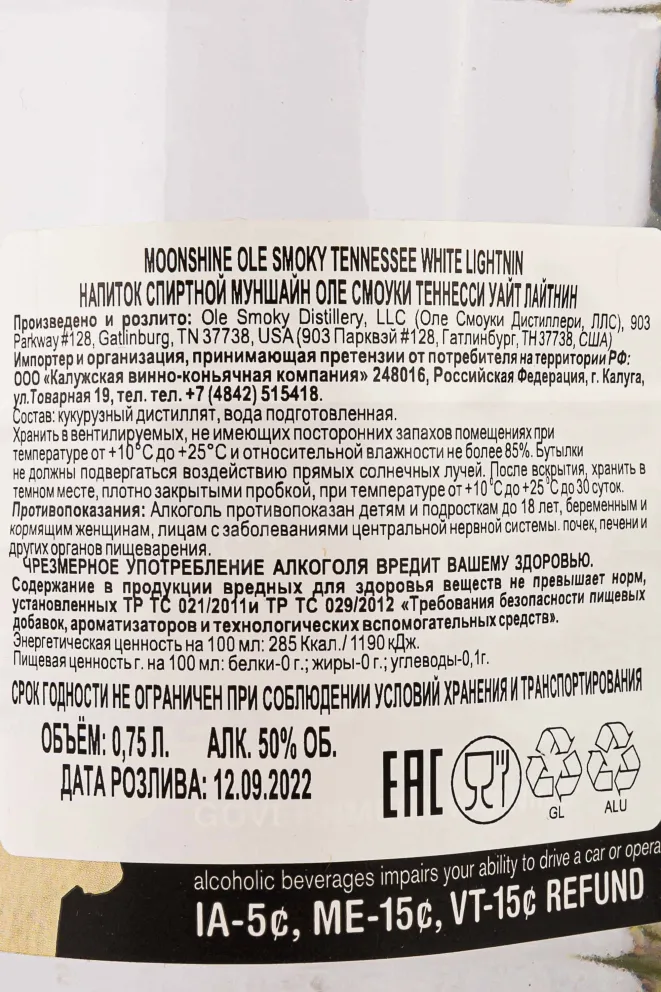 MOONSHINE OLE SMOKY TENNESSEE WHITE LIGHTNIN
НАПИТОК СПИРТНОЙ МУНШАЙН ОЛЕ СМОУКИ ТЕННЕССИ УАЙТ ЛАЙТНИН
Произведено и розлито: Ole Smoky Distillery, LLC (Оле Смоуки Дистиллери, ЛЛС), 903
Parkway #128, Gatlinburg, TN 37738, USA (903 Парквэй #128, Гатлинбург, ТН 37738, США)
Импортер и организация, принимающая претензии от потребителя на территории РФ:
ООО «Калужская винно-коньячная компания» 248016, Российская Федерация, г. Калуга,
ул.Товарная 19, тел. тел. +7 (4842) 515418.
Состав: кукурузный дистиллят, вода подготовленная.
Хранить в вентилируемых, не имеющих посторонних запахов помещениях при
температуре от +10°С до +25°С и относительной влажности не более 85%. Бутылки
не должны подвергаться воздействию прямых солнечных лучей. После вскрытия, хранить в
темном месте, плотно закрытыми пробкой, при температуре от +10°С до +25°С до 30 суток.
Противопоказания: Алкоголь противопоказан детям и подросткам до 18 лет, беременным и
кормящим женщинам, лицам с заболеваниями центральной нервной системы. почек, печени и
других органов пищеварения.
ЧРЕЗМЕРНОЕ УПОТРЕБЛЕНИЕ АЛКОГОЛЯ ВРЕДИТ ВАШЕМУ ЗДОРОВЬЮ.
Содержание в продукции вредных для здоровья веществ не превышает норм,
установленных ТР ТС 021/2011и ТР ТС 029/2012 «Требования безопасности пищевых
добавок, ароматизаторов и технологических вспомогательных средств».
Энергетическая ценность на 100 мл: 285 Ккал./ 1190 кДж.
Пищевая ценность г. на 100 мл: белки-0 г.; жиры-0 г.; углеводы-0,1г.
СРОК ГОДНОСТИ НЕ ОГРАНИЧЕН ПРИ СОБЛЮДЕНИИ УСЛОВИЙ ХРАНЕНИЯ И ТРАНСПОРТИРОВАНИЯ
ОБЪЁМ: 0,75 Л. АЛК. 50% ОБ.
ДАТА РОЗЛИВА: 12.09.2022
EAC
GL
ALU
alcoholic beverages impairs your ability to drive a car or opera
IA-5¢, ME-15¢, VT-15¢ REFUND